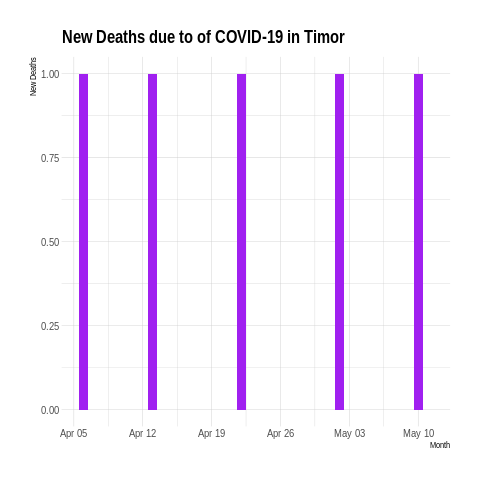 New Deaths due to of COVID-19 in Timor
New Deaths
1.00
0.75
0.50
0.25
0.00
Apr 05 Apr 12 Apr 19 Apr 26 May 03 May 10
Month